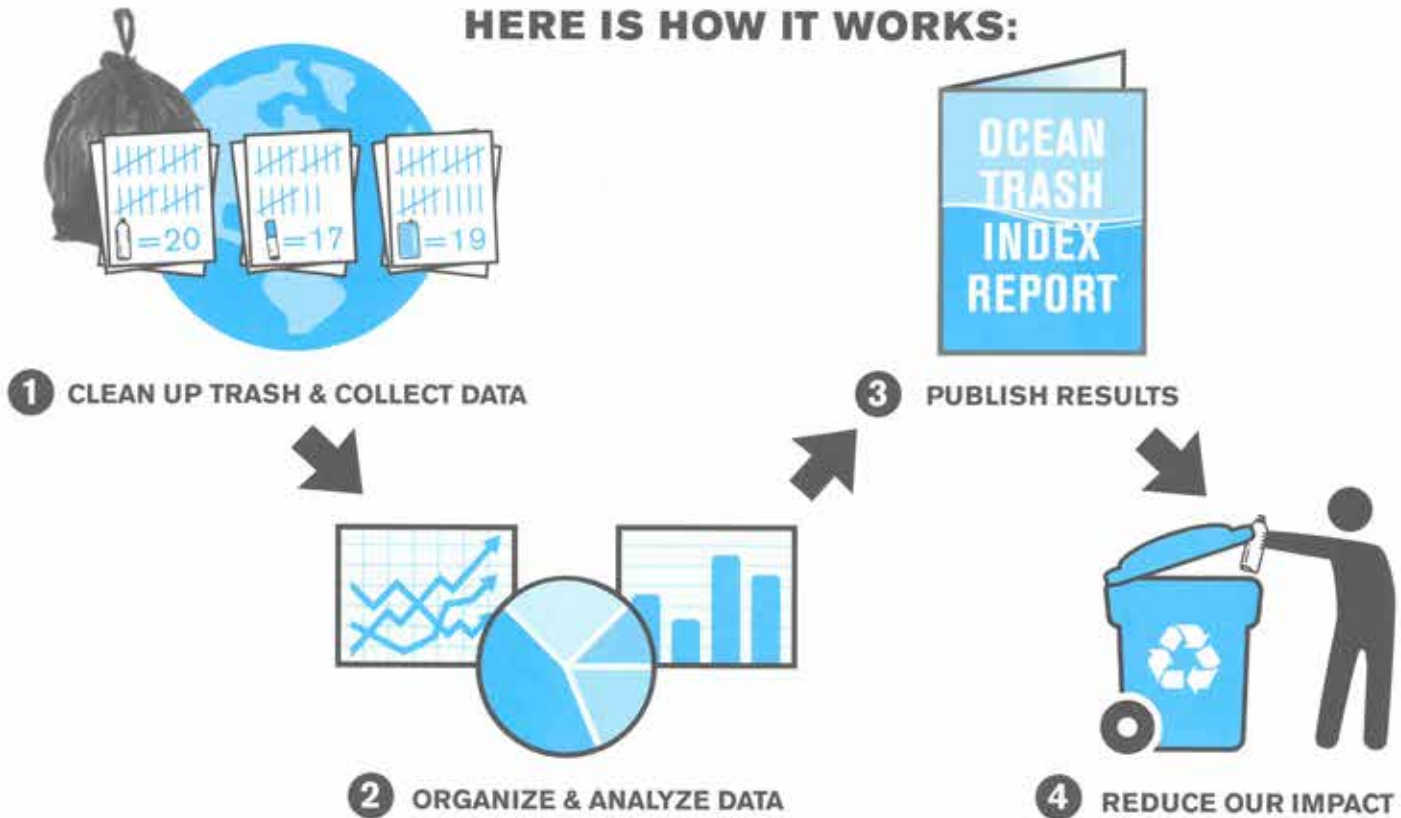 HERE IS HOW IT WORKS:
=20
=17
=19
1 CLEAN UP TRASH & COLLECT DATA
OCEAN
TRASH
INDEX
REPORT
3 PUBLISH RESULTS
2 ORGANIZE & ANALYZE DATA
4 REDUCE OUR IMPACT